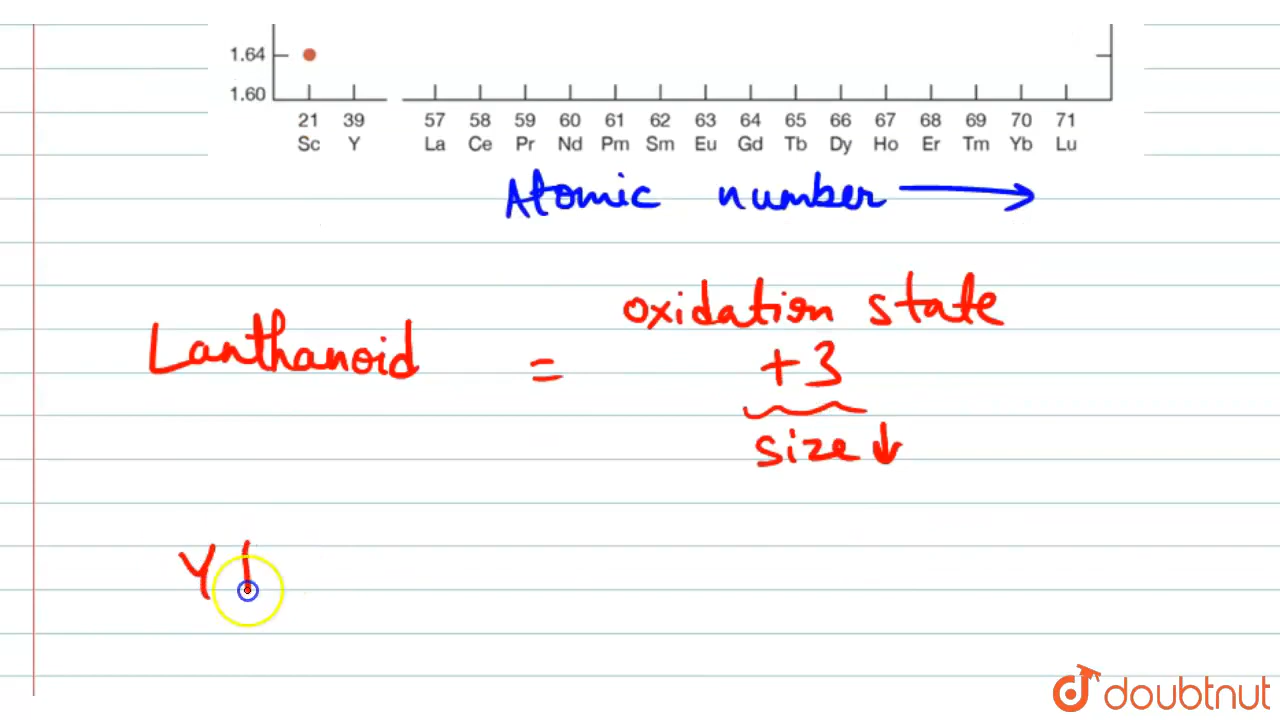 1.64
1.60
21 39 57 58 59 60 61 62 63 64 65 66 67 68 69 70 71
Sc Y La Ce Pr Nd Pm Sm Eu Gd Tb Dy Ho Er Tm Yb Lu
Atomic number
oxidation state
Lanthanoid = +3
size ↓
Y
doubtnut